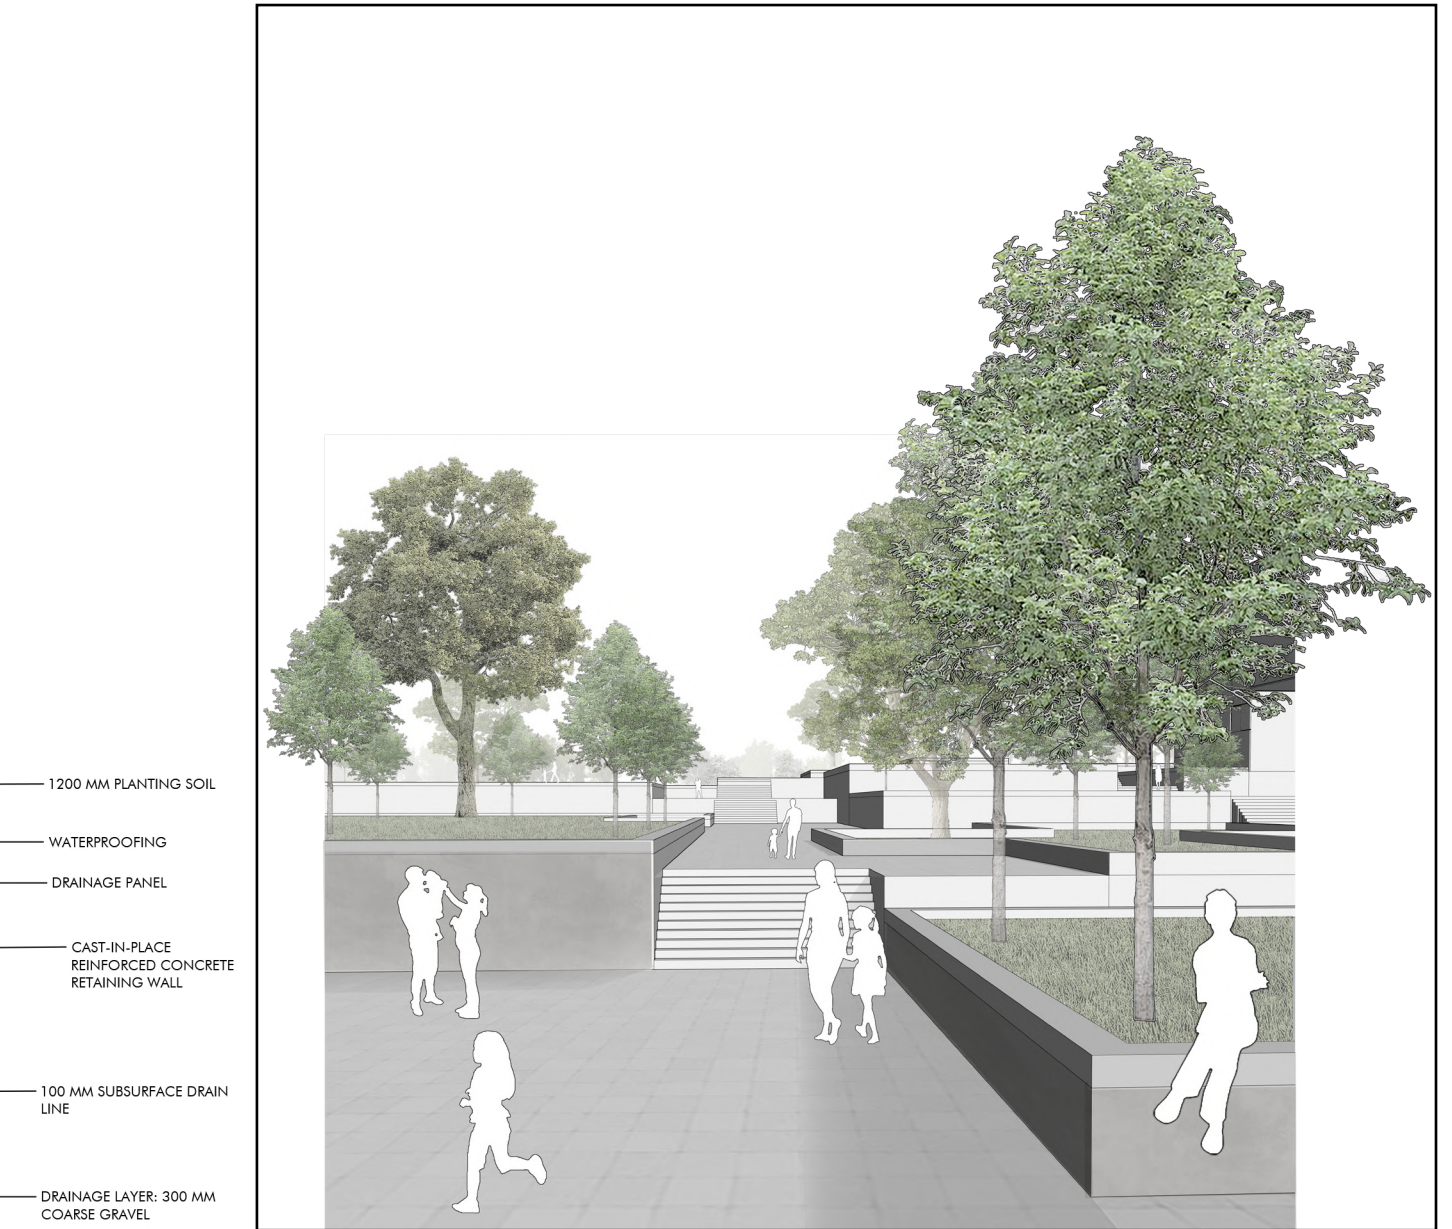 1200 MM PLANTING SOIL
WATERPROOFING
DRAINAGE PANEL
CAST-IN-PLACE
REINFORCED CONCRETE
RETAINING WALL
100 MM SUBSURFACE DRAIN
LINE
DRAINAGE LAYER: 300 MM
COARSE GRAVEL